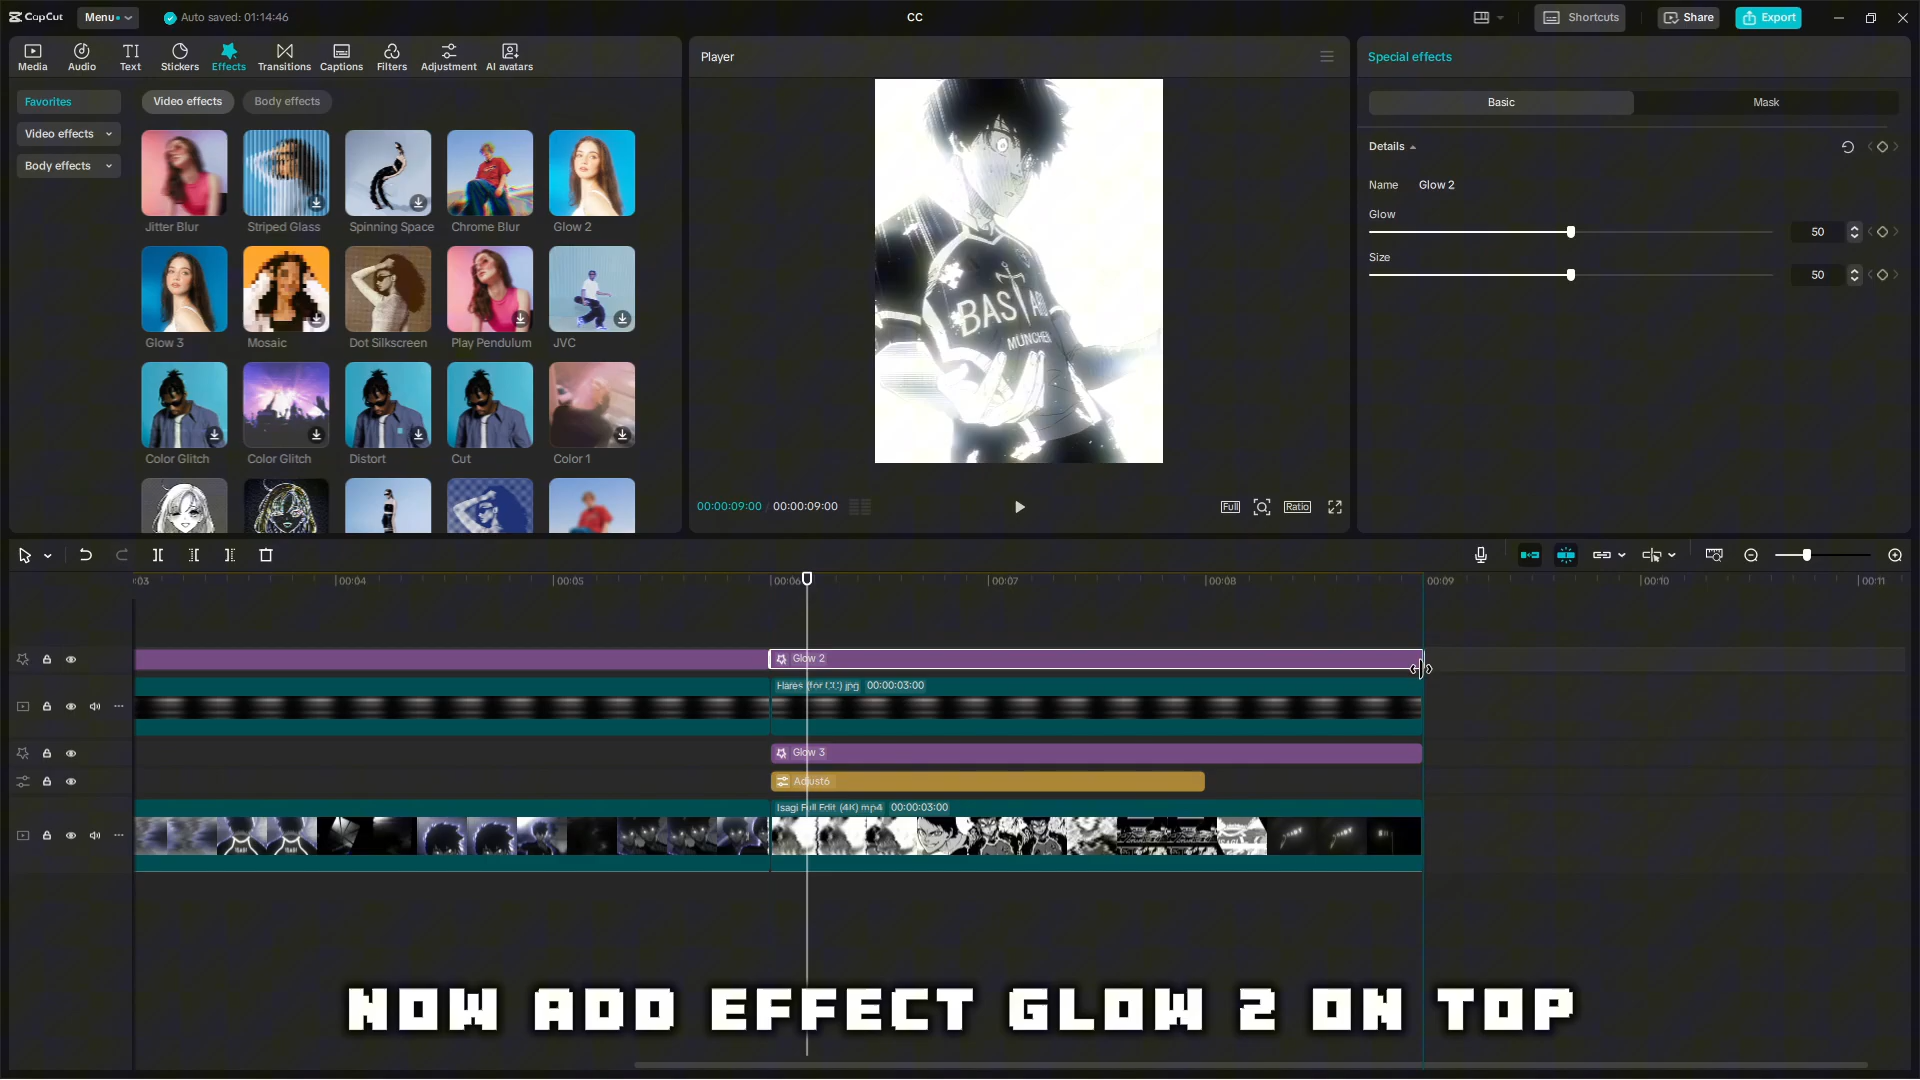 CapCut
Menu
Auto saved: 01:14:46
CC
Shortcuts
Share
Export
Media
Audio
Text
Stickers
Effects
Transitions
Captions
Filters
Adjustment
AI avatars
Player
Special effects
Favorites
Video effects
Body effects
Video effects
Body effects
Basic
Mask
Jitter Blur
Striped Glass
Spinning Space
Chrome Blur
Glow 2
Glow 3
Mosaic
Dot Silkscreen
Play Pendulum
JVC
Color Glitch
Color Glitch
Distort
Cut
Color 1
BASTARD
MÜNCHEN
Details
Name Glow 2
Glow
50
Size
50
00:00:09:00 / 00:00:09:00
Full
Ratio
00:04
00:05
00:06
00:07
00:08
00:09
00:10
00:11
Glow 2
Flares (for CC).jpg 00:00:03:00
Glow 3
Adjust6
Isagi Full Edit (4K).mp4 00:00:03:00
NOW ADD EFFECT GLOW 2 ON TOP